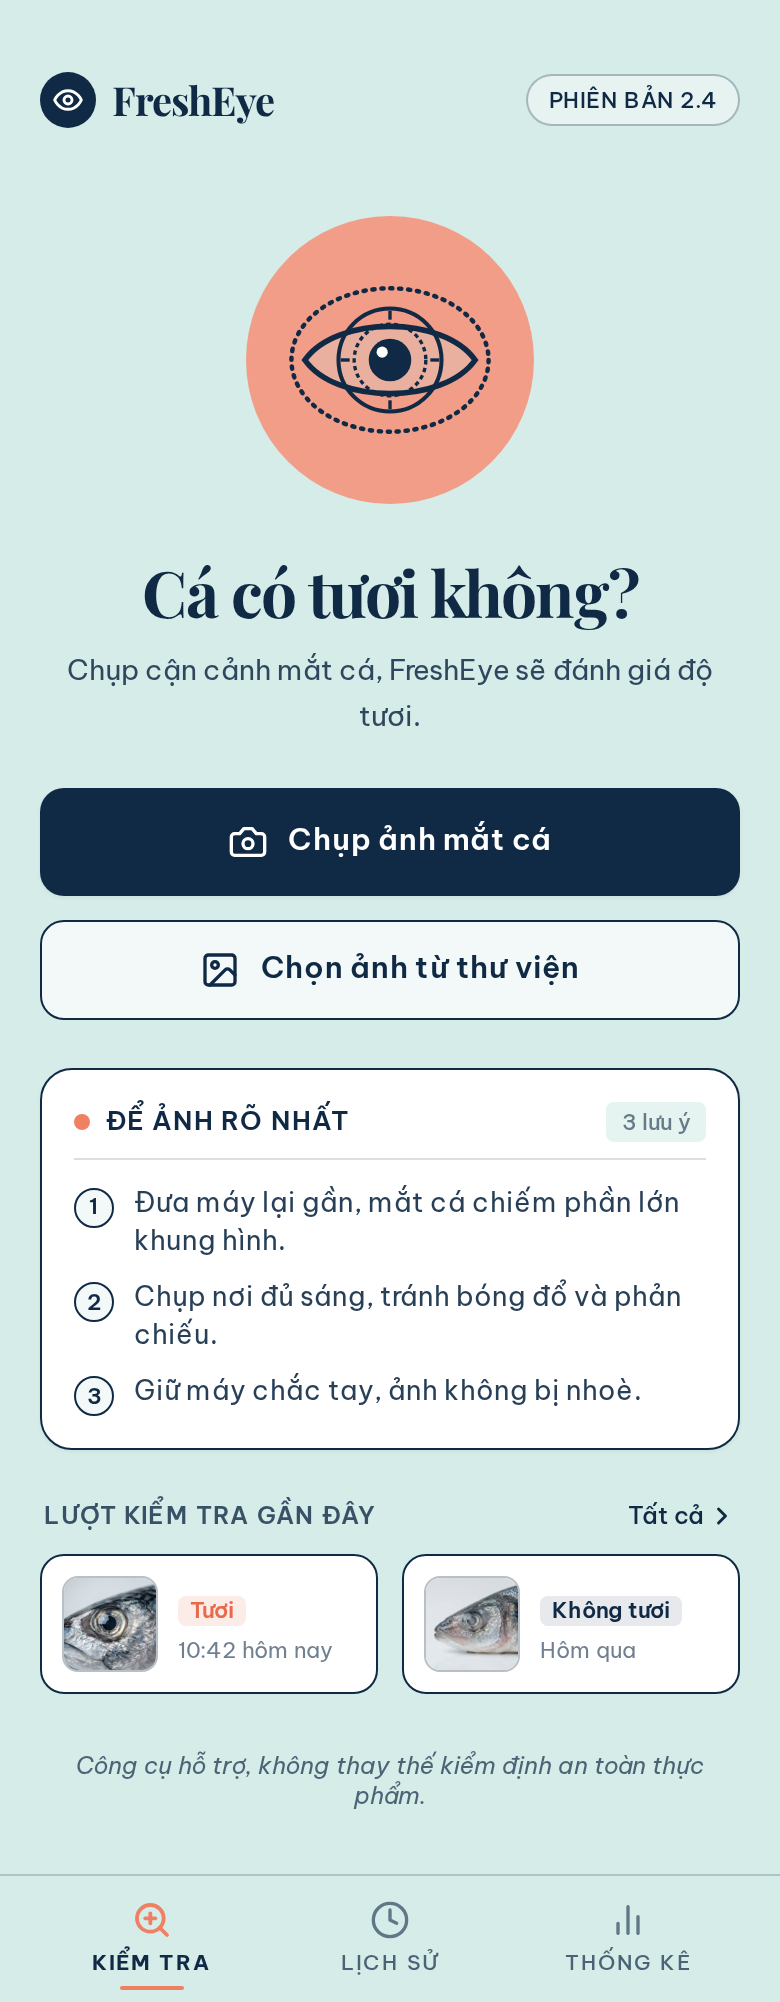 FreshEye
PHIÊN BẢN 2.4
Cá có tươi không?
Chụp cận cảnh mắt cá, FreshEye sẽ đánh giá độ
tươi.
Chụp ảnh mắt cá
Chọn ảnh từ thư viện
ĐỂ ẢNH RÕ NHẤT
3 lưu ý
1 Đưa máy lại gần, mắt cá chiếm phần lớn
khung hình.
2 Chụp nơi đủ sáng, tránh bóng đổ và phản
chiếu.
3 Giữ máy chắc tay, ảnh không bị nhoè.
LƯỢT KIỂM TRA GẦN ĐÂY
Tất cả
Tươi
10:42 hôm nay
Không tươi
Hôm qua
Công cụ hỗ trợ, không thay thế kiểm định an toàn thực
phẩm.
KIỂM TRA
LỊCH SỬ
THỐNG KÊ